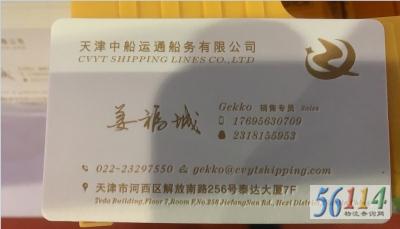 天津中船运通船务有限公司
CVYT SHIPPING LINES CO.,LTD
姜福城
Gekko 销售专员 Sales
17695630709
2318155953
022-23297550 gekko@cvytshipping.com
天津市河西区解放南路256号泰达大厦7F
Teda Building,Floor 7,Room F,No.256 JieFangNan Rd., Hexi District
56114
物流查询网